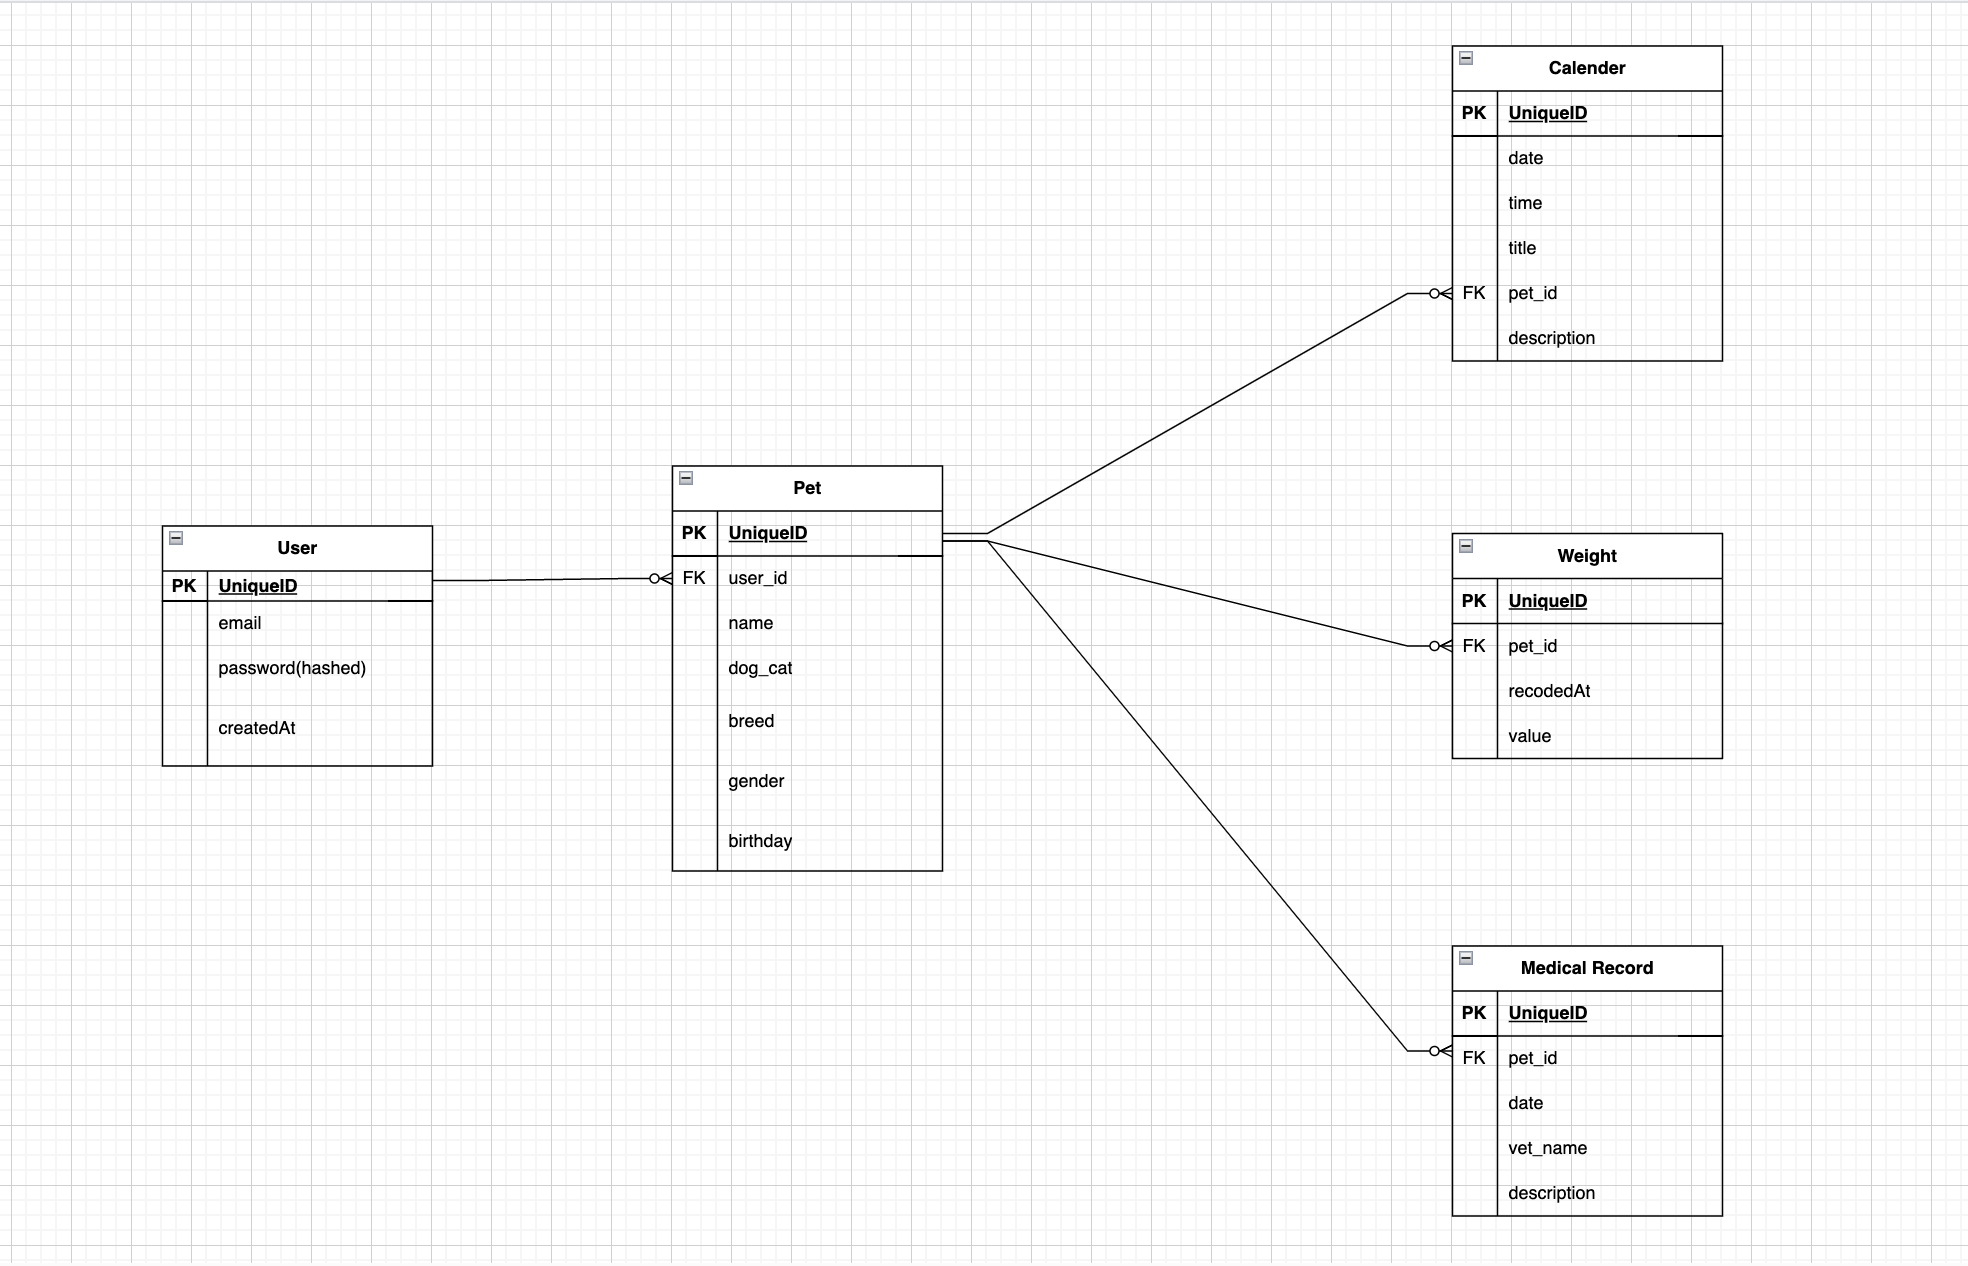 User
PK UniqueID
email
password(hashed)
createdAt
Pet
PK UniqueID
FK user_id
name
dog_cat
breed
gender
birthday
Calender
PK UniqueID
date
time
title
FK pet_id
description
Weight
PK UniqueID
FK pet_id
recodedAt
value
Medical Record
PK UniqueID
FK pet_id
date
vet_name
description